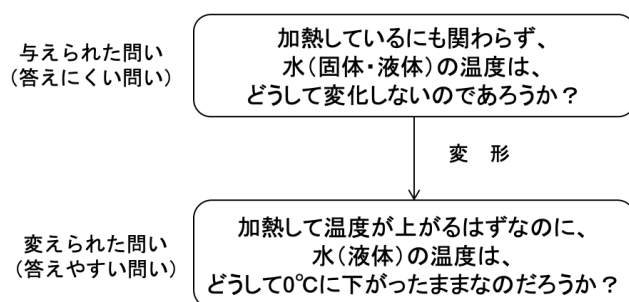 与えられた問い
(答えにくい問い)
加熱しているにも関わらず、
水(固体・液体)の温度は、
どうして変化しないのであろうか？
変　形
変えられた問い
(答えやすい問い)
加熱して温度が上がるはずなのに、
水(液体)の温度は、
どうして0℃に下がったままなのだろうか？